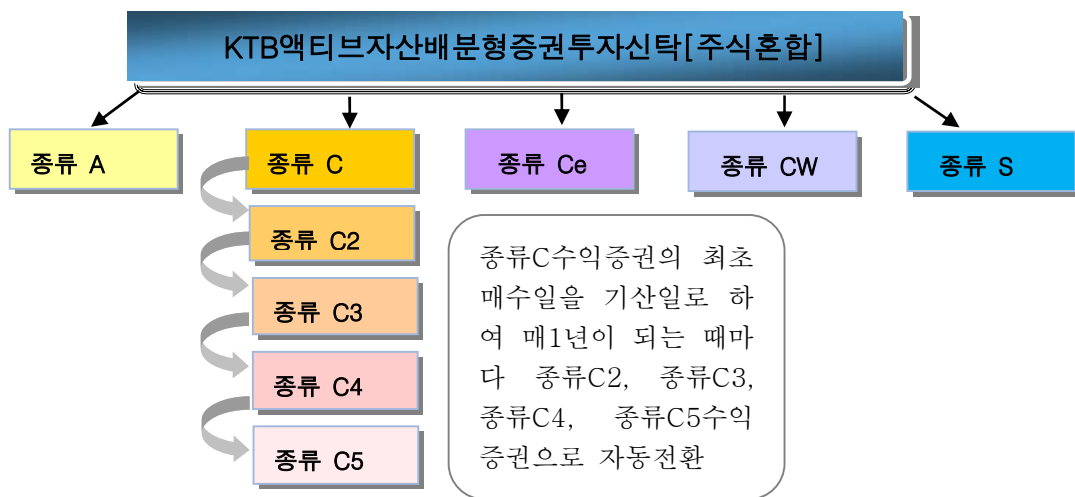 KTB액티브자산배분형증권투자신탁[주식혼합]
종류 A
종류 C
종류 Ce
종류 CW
종류 S
종류 C2
종류 C3
종류 C4
종류 C5
종류C수익증권의 최초
매수일을 기산일로 하
여 매1년이 되는 때마
다 종류C2, 종류C3,
종류C4, 종류C5수익
증권으로 자동전환